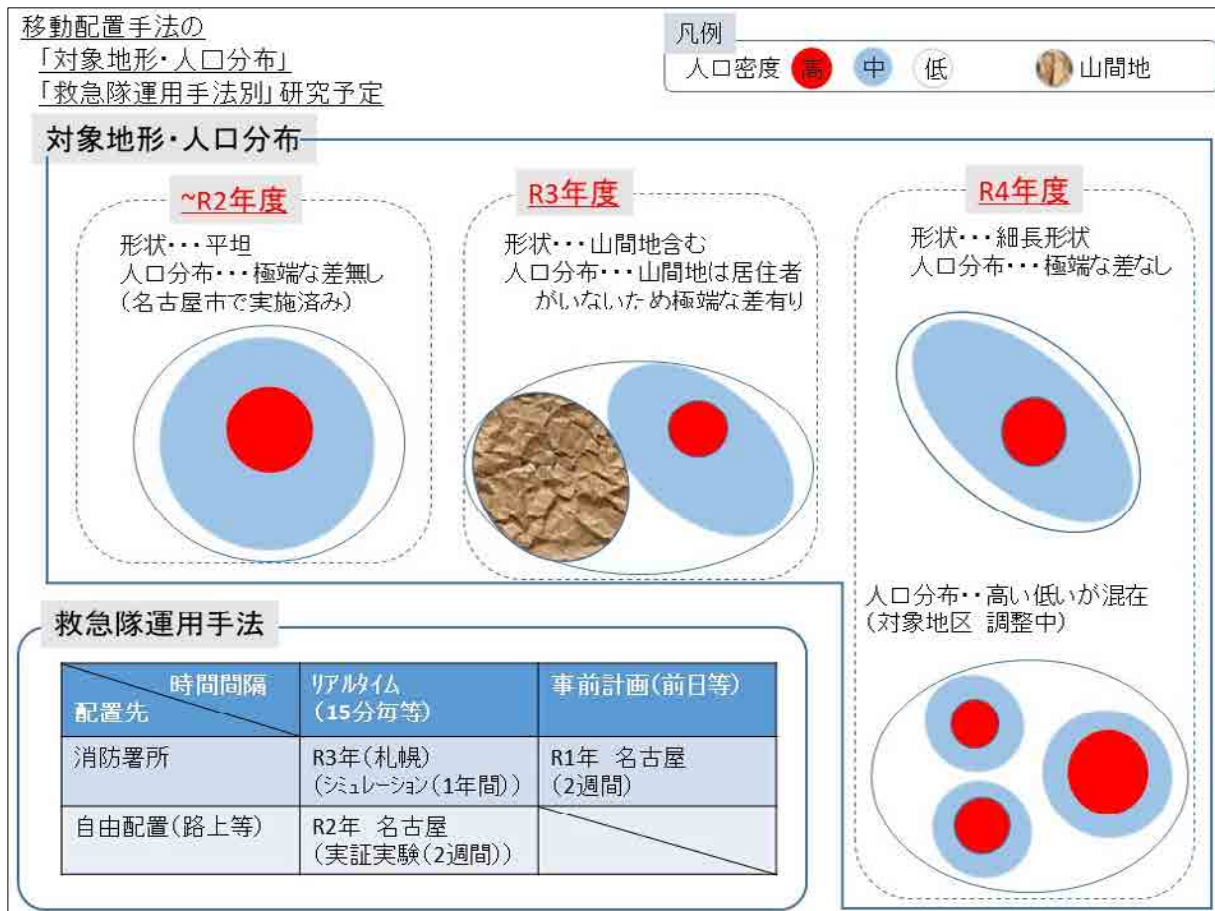 移動配置手法の
「対象地形・人口分布」
「救急隊運用手法別」研究予定
凡例
人口密度 高 中 低 山間地
対象地形・人口分布
~R2年度
形状・・・平坦
人口分布・・・極端な差無し
(名古屋市で実施済み)
R3年度
形状・・・山間地含む
人口分布・・・山間地は居住者
がいないため極端な差有り
R4年度
形状・・・細長形状
人口分布・・・極端な差なし
人口分布・・高い低いが混在
(対象地区 調整中)
救急隊運用手法
時間間隔
配置先
リアルタイム
(15分毎等)
事前計画(前日等)
消防署所
R3年(札幌)
(シミュレーション(1年間))
R1年 名古屋
(2週間)
自由配置(路上等)
R2年 名古屋
(実証実験(2週間))